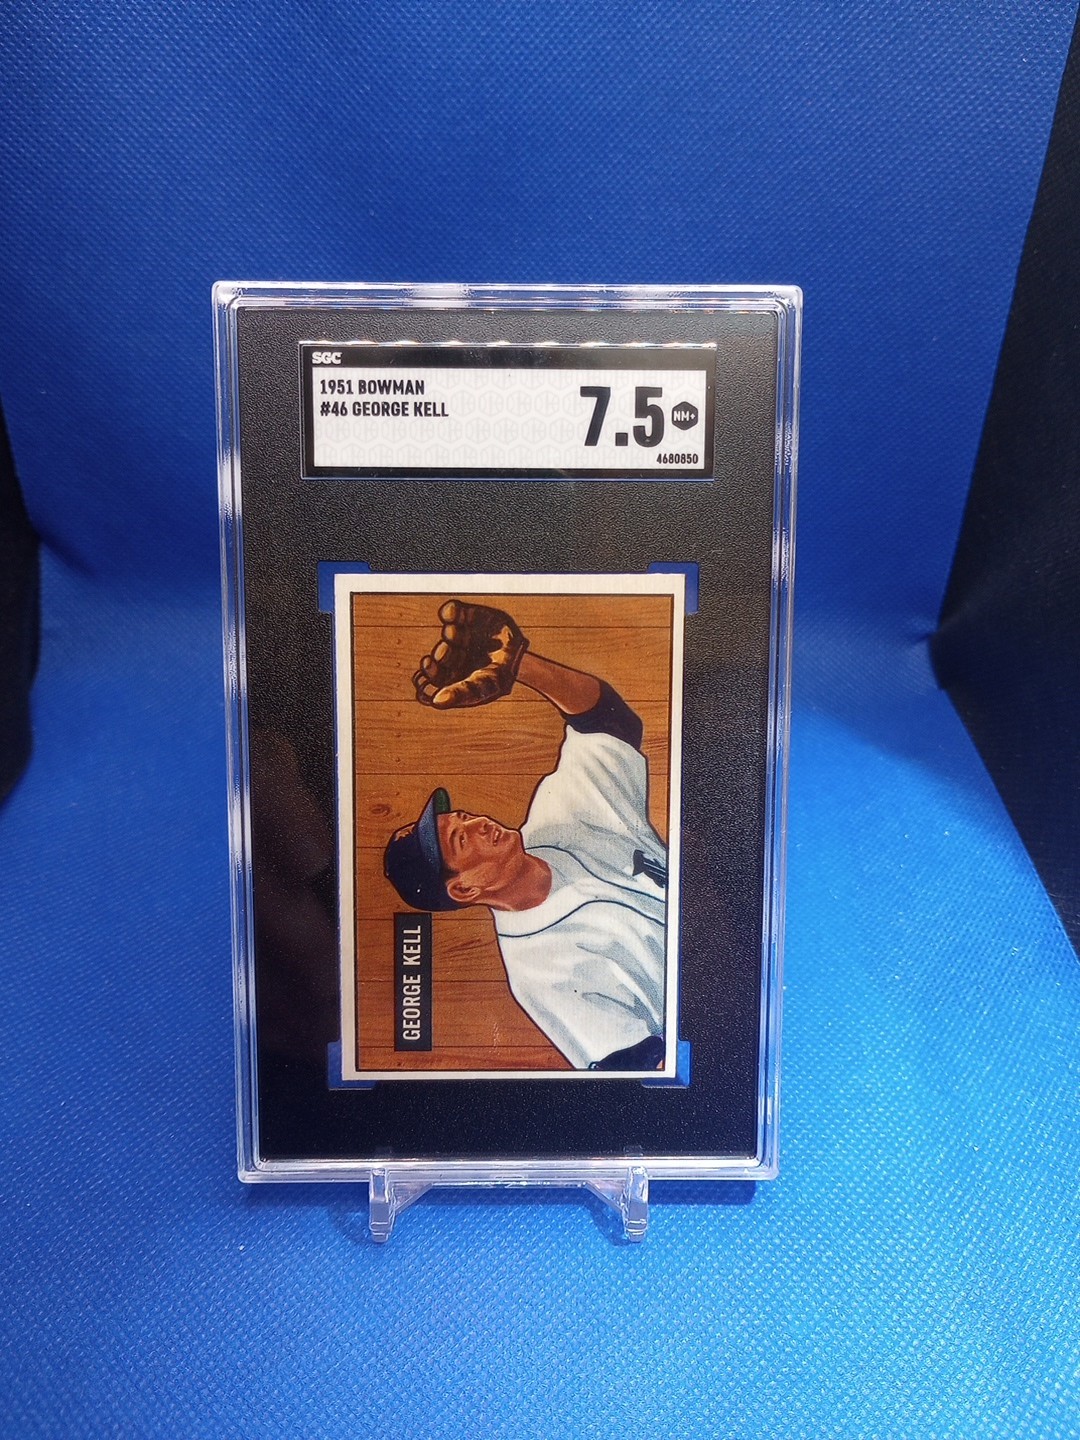 SGC
1951 BOWMAN
#46 GEORGE KELL
7.5
NM+
4680850
GEORGE KELL